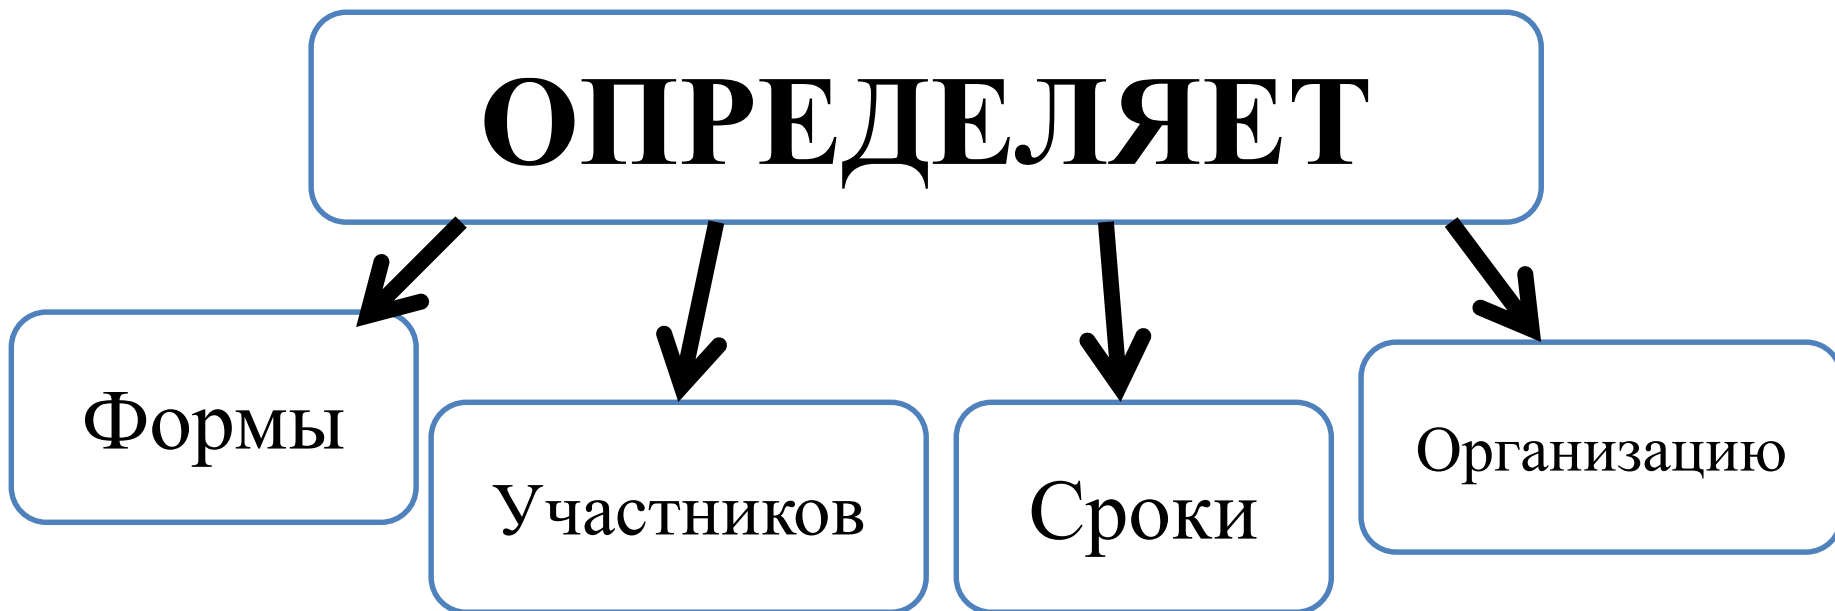 ОПРЕДЕЛЯЕТ
Формы
Участников
Сроки
Организацию